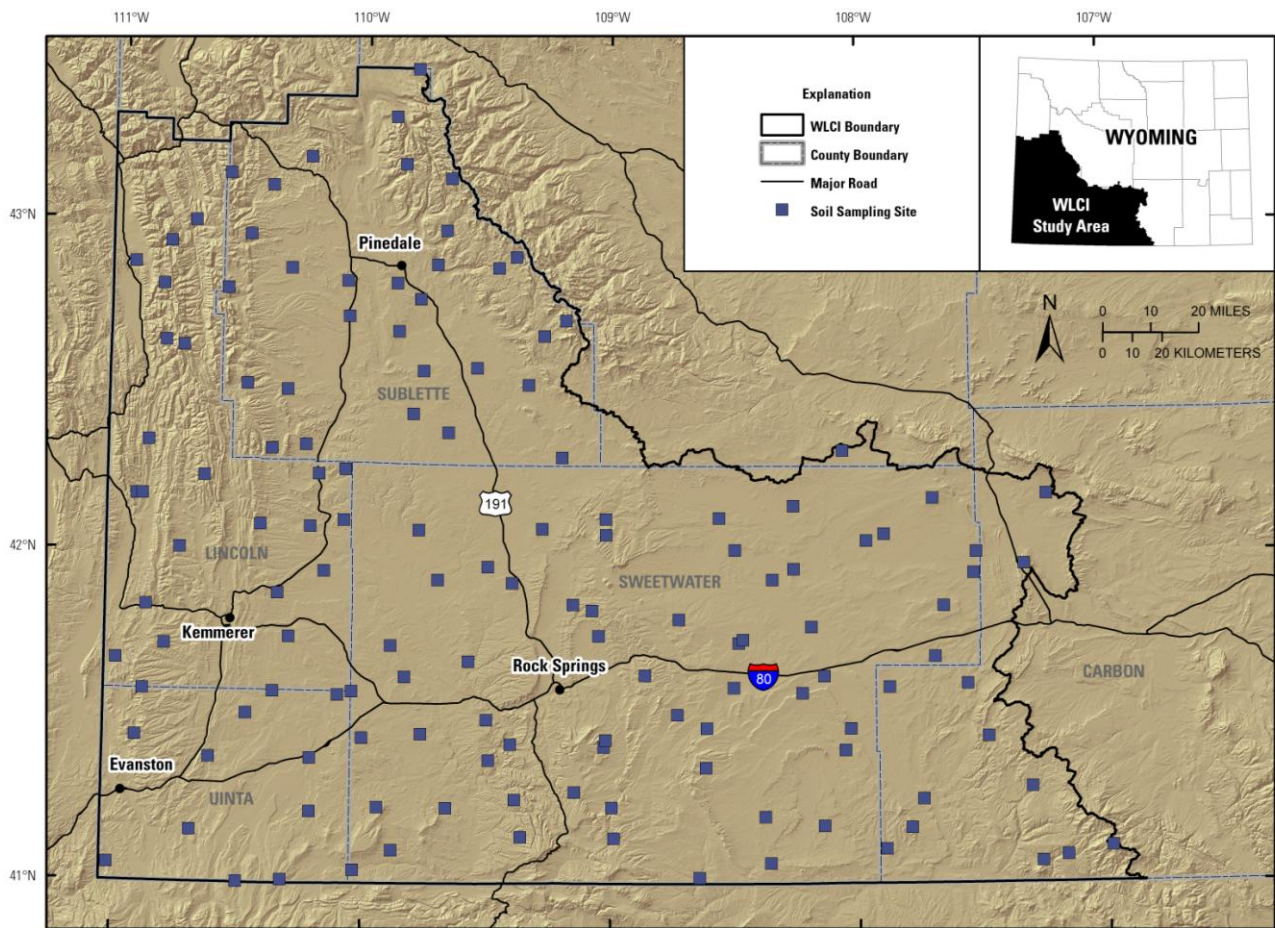 111°W 110°W 109°W 108°W 107°W
Explanation
WLCI Boundary
County Boundary
Major Road
Soil Sampling Site
WYOMING
WLCI
Study Area
43°N
Pinedale
N
0 10 20 MILES
0 10 20 KILOMETERS
SUBLETTE
191
42°N
LINCOLN
SWEETWATER
Kemmerer
Rock Springs
80
CARBON
Evanston
UINTA
41°N